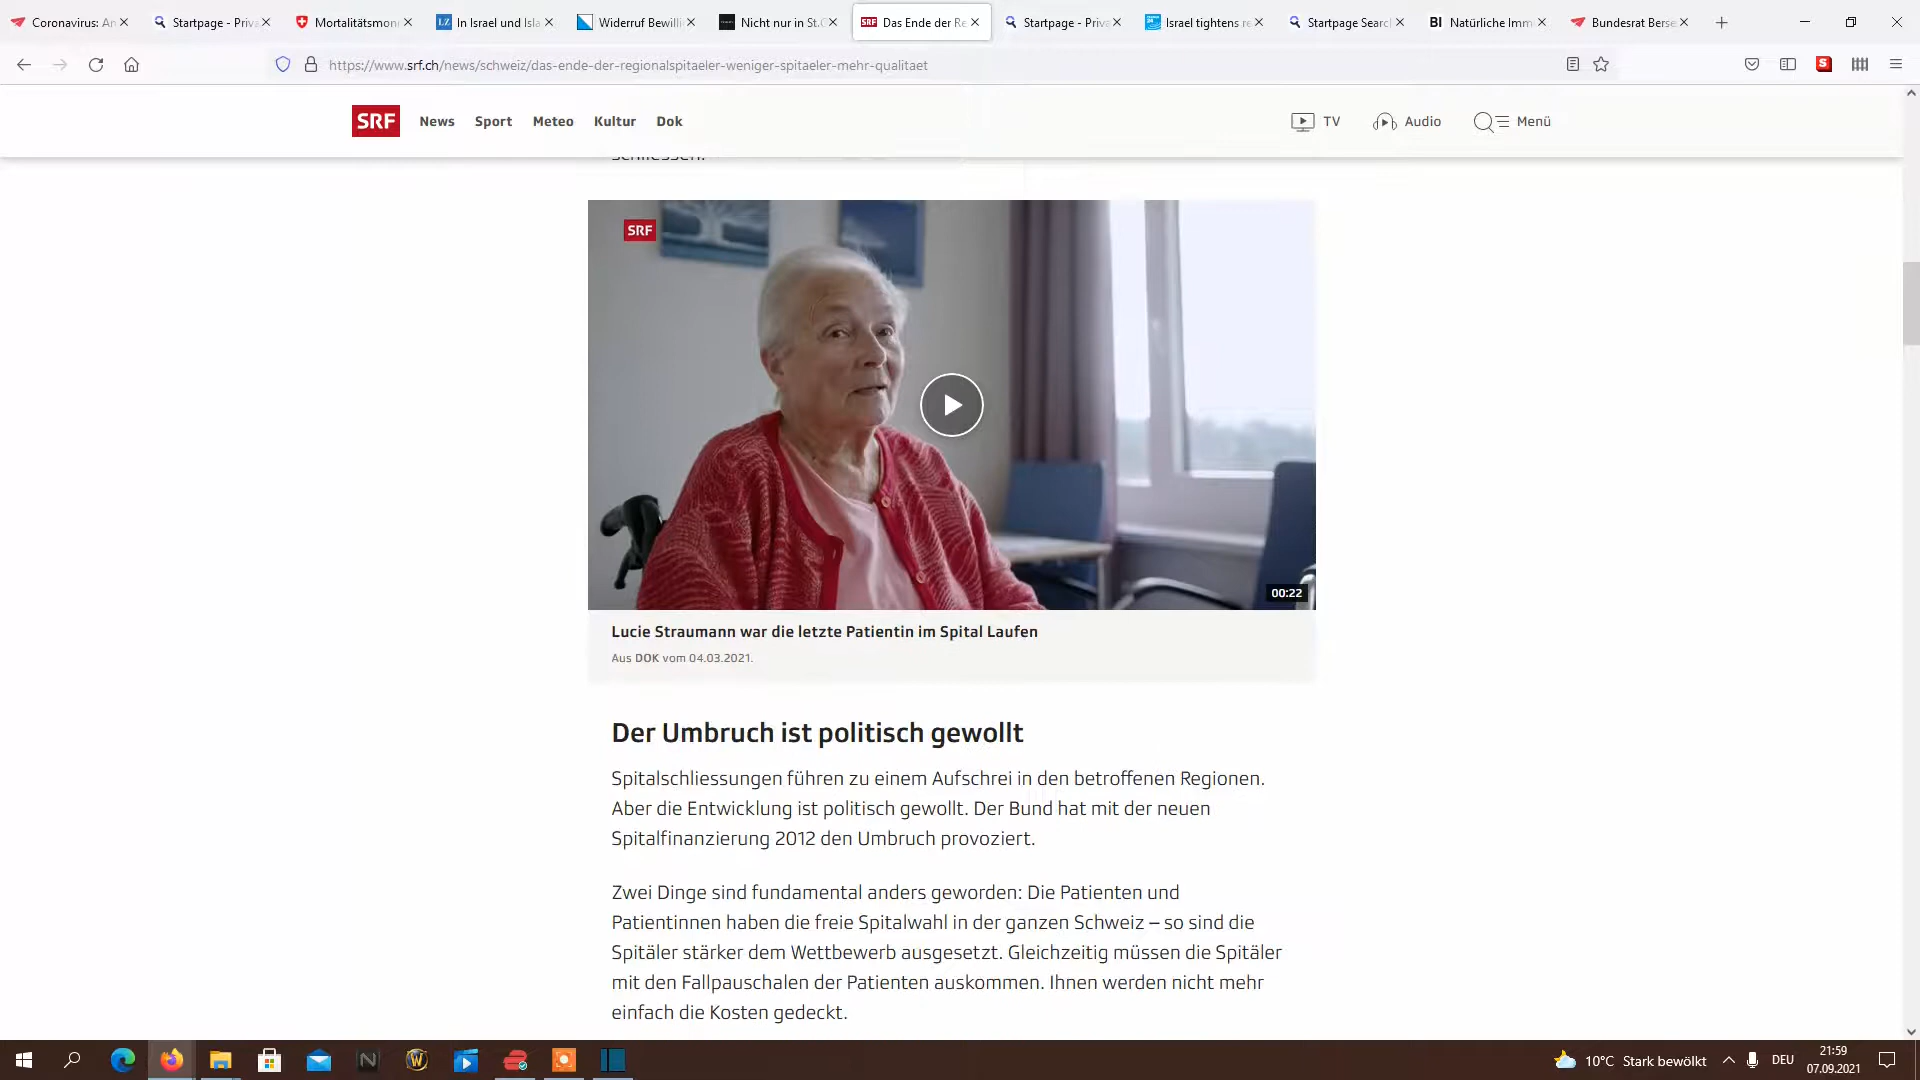 Coronavirus: An
Startpage - Priva
Mortalitätsmon
In Israel und Isla
Widerruf Bewilli
Nicht nur in St.G
Das Ende der Re
Startpage - Priva
Israel tightens re
Startpage Searc
Natürliche Imm
Bundesrat Berse
https://www.srf.ch/news/schweiz/das-ende-der-regionalspitaeler-weniger-spitaeler-mehr-qualitaet
SRF News Sport Meteo Kultur Dok TV Audio Menü
schliessen.
SRF
00:22
Lucie Straumann war die letzte Patientin im Spital Laufen
Aus DOK vom 04.03.2021.
Der Umbruch ist politisch gewollt
Spitalschliessungen führen zu einem Aufschrei in den betroffenen Regionen.
Aber die Entwicklung ist politisch gewollt. Der Bund hat mit der neuen
Spitalfinanzierung 2012 den Umbruch provoziert.
Zwei Dinge sind fundamental anders geworden: Die Patienten und
Patientinnen haben die freie Spitalwahl in der ganzen Schweiz – so sind die
Spitäler stärker dem Wettbewerb ausgesetzt. Gleichzeitig müssen die Spitäler
mit den Fallpauschalen der Patienten auskommen. Ihnen werden nicht mehr
einfach die Kosten gedeckt.
10°C Stark bewölkt DEU 21:59
07.09.2021